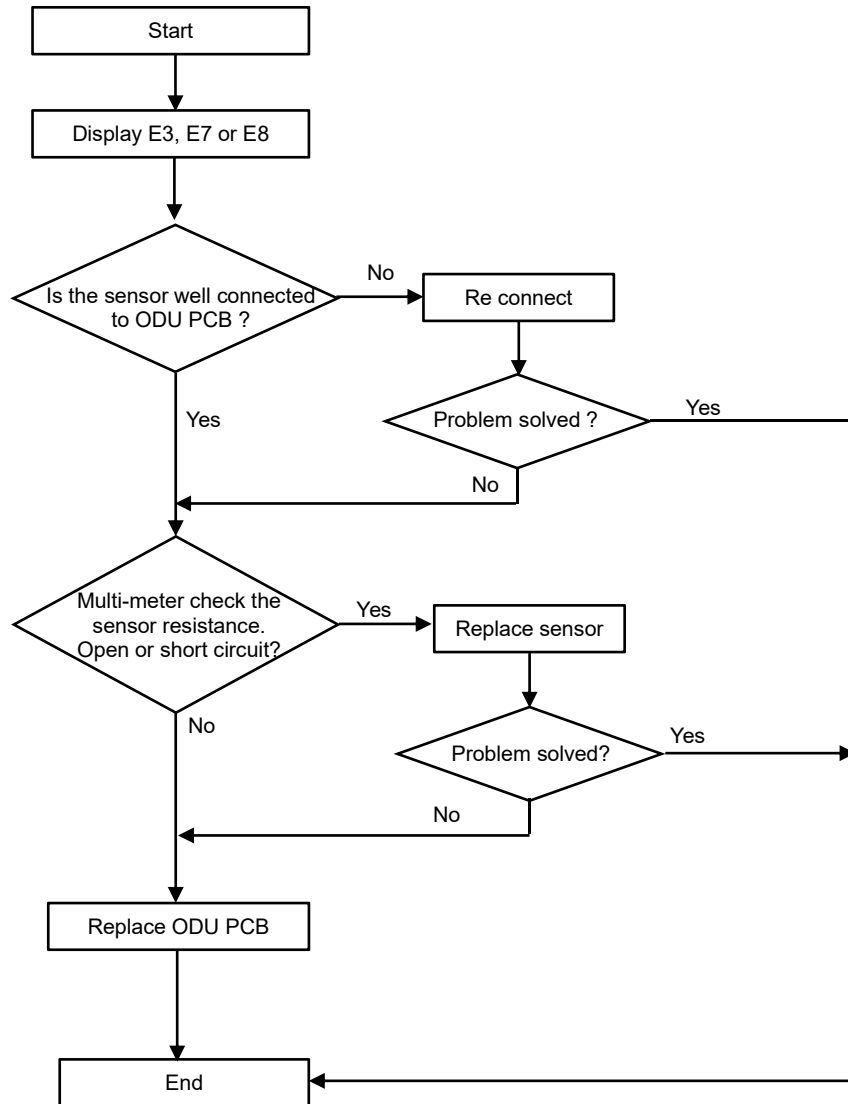 Start
Display E3, E7 or E8
Is the sensor well connected
to ODU PCB ?
No
Re connect
Yes
Problem solved ?
Yes
No
Multi-meter check the
sensor resistance.
Open or short circuit?
Yes
Replace sensor
No
Problem solved?
Yes
No
Replace ODU PCB
End